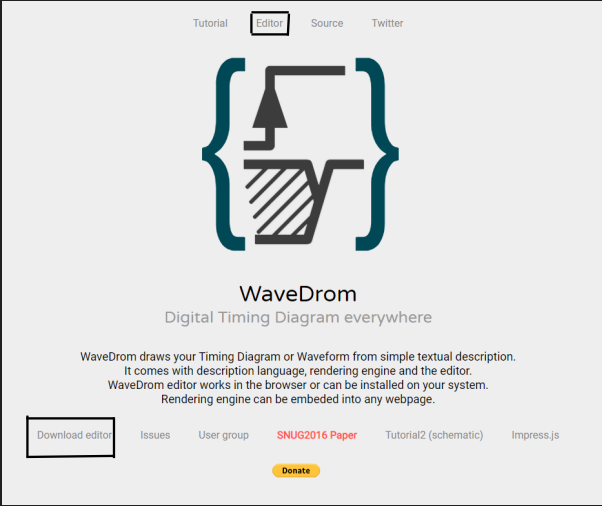 Tutorial Editor Source Twitter
WaveDrom
Digital Timing Diagram everywhere
WaveDrom draws your Timing Diagram or Waveform from simple textual description.
It comes with description language, rendering engine and the editor.
WaveDrom editor works in the browser or can be installed on your system.
Rendering engine can be embeded into any webpage.
Download editor Issues User group SNUG2016 Paper Tutorial2 (schematic) Impress.js
Donate